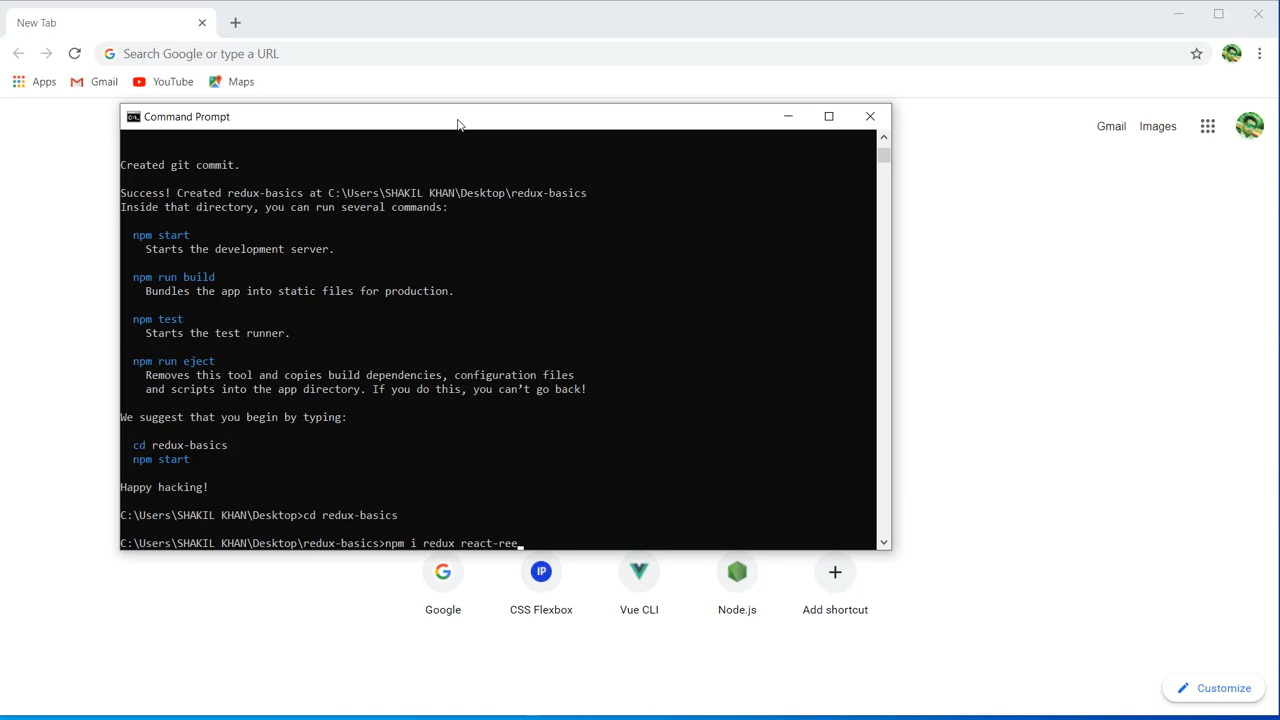 New Tab
Search Google or type a URL
Apps Gmail YouTube Maps
Gmail Images
Command Prompt
Created git commit.
Success! Created redux-basics at C:\Users\SHAKIL KHAN\Desktop\redux-basics
Inside that directory, you can run several commands:
npm start
Starts the development server.
npm run build
Bundles the app into static files for production.
npm test
Starts the test runner.
npm run eject
Removes this tool and copies build dependencies, configuration files
and scripts into the app directory. If you do this, you can’t go back!
We suggest that you begin by typing:
cd redux-basics
npm start
Happy hacking!
C:\Users\SHAKIL KHAN\Desktop>cd redux-basics
C:\Users\SHAKIL KHAN\Desktop\redux-basics>npm i redux react-ree_
IP
Google CSS Flexbox Vue CLI Node.js Add shortcut
Customize